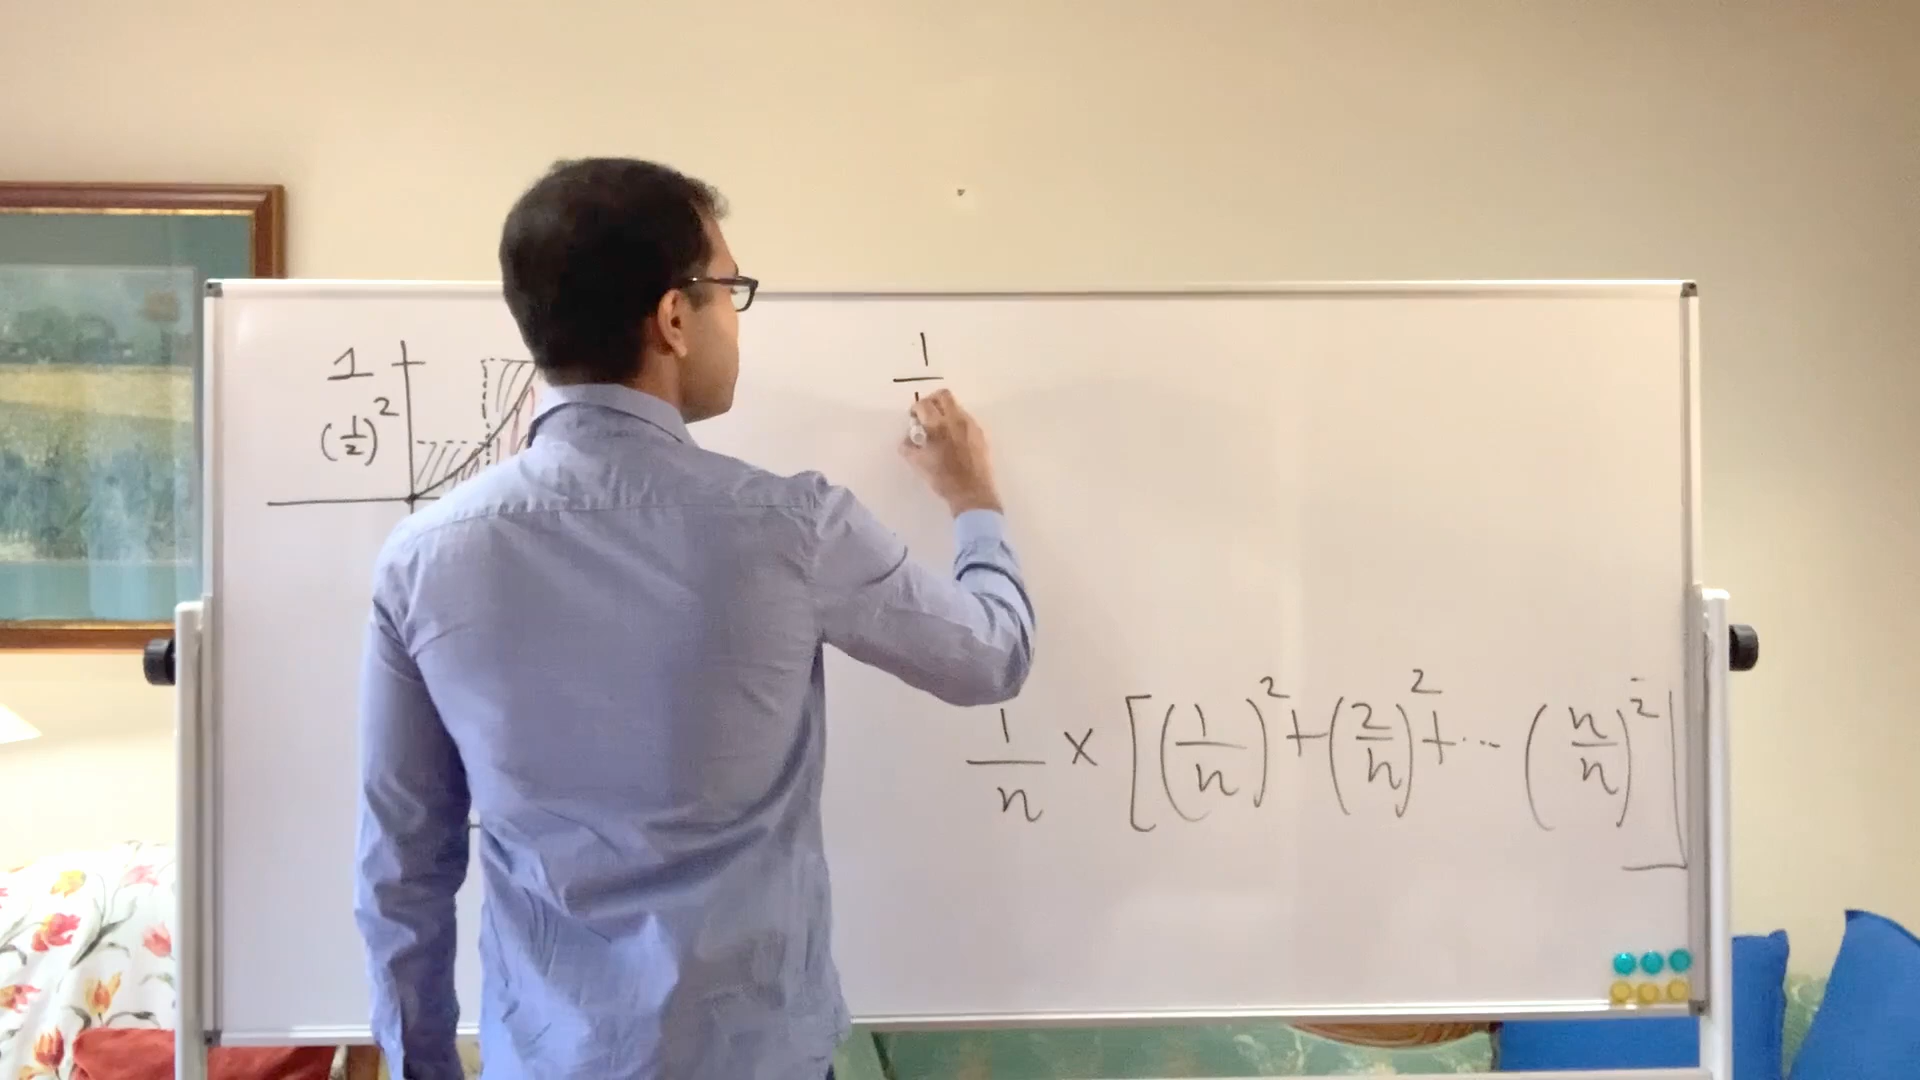 1
(1/2)²
1/
1/n × [(1/n)² + (2/n)² + ... (n/n)²]